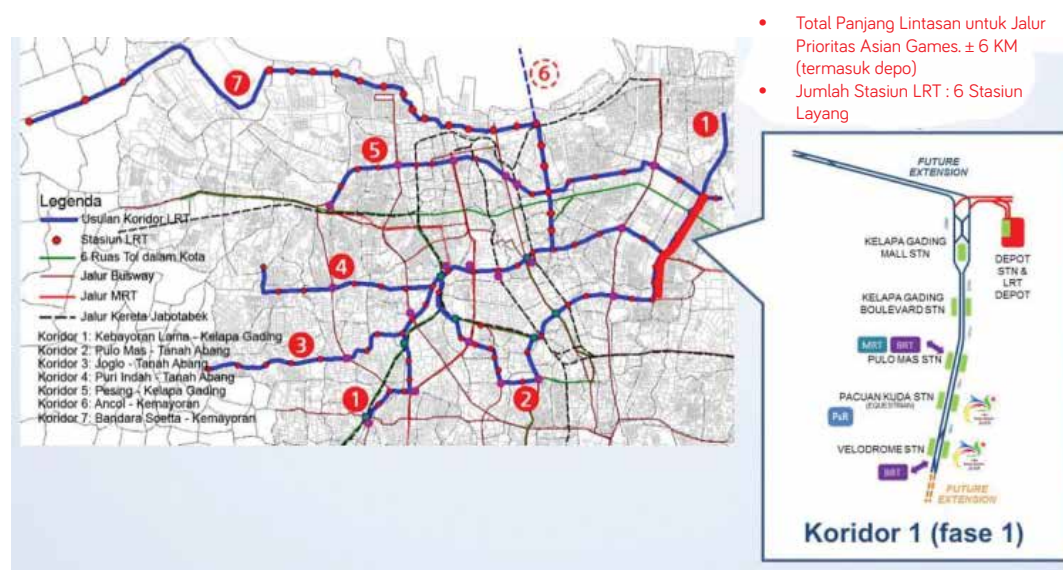 • Total Panjang Lintasan untuk Jalur
Prioritas Asian Games. ± 6 KM
(termasuk depo)
• Jumlah Stasiun LRT : 6 Stasiun
Layang
7
6
1
5
4
3
1
2
Legenda
Usulan Koridor LRT
Stasiun LRT
6 Ruas Tol dalam Kota
Jalur Busway
Jalur MRT
Jalur Kereta Jabotabek
Koridor 1: Kebayoran Lama - Kelapa Gading
Koridor 2: Pulo Mas - Tanah Abang
Koridor 3: Joglo - Tanah Abang
Koridor 4: Puri Indah - Tanah Abang
Koridor 5: Pesing - Kelapa Gading
Koridor 6: Ancol - Kemayoran
Koridor 7: Bandara Soetta - Kemayoran
FUTURE
EXTENSION
KELAPA GADING
MALL STN
DEPOT
STN &
LRT
DEPOT
KELAPA GADING
BOULEVARD STN
MRT BRT
PULO MAS STN
PACUAN KUDA STN
(EQUESTRIAN)
P&R
VELODROME STN
BRT
FUTURE
EXTENSION
Koridor 1 (fase 1)